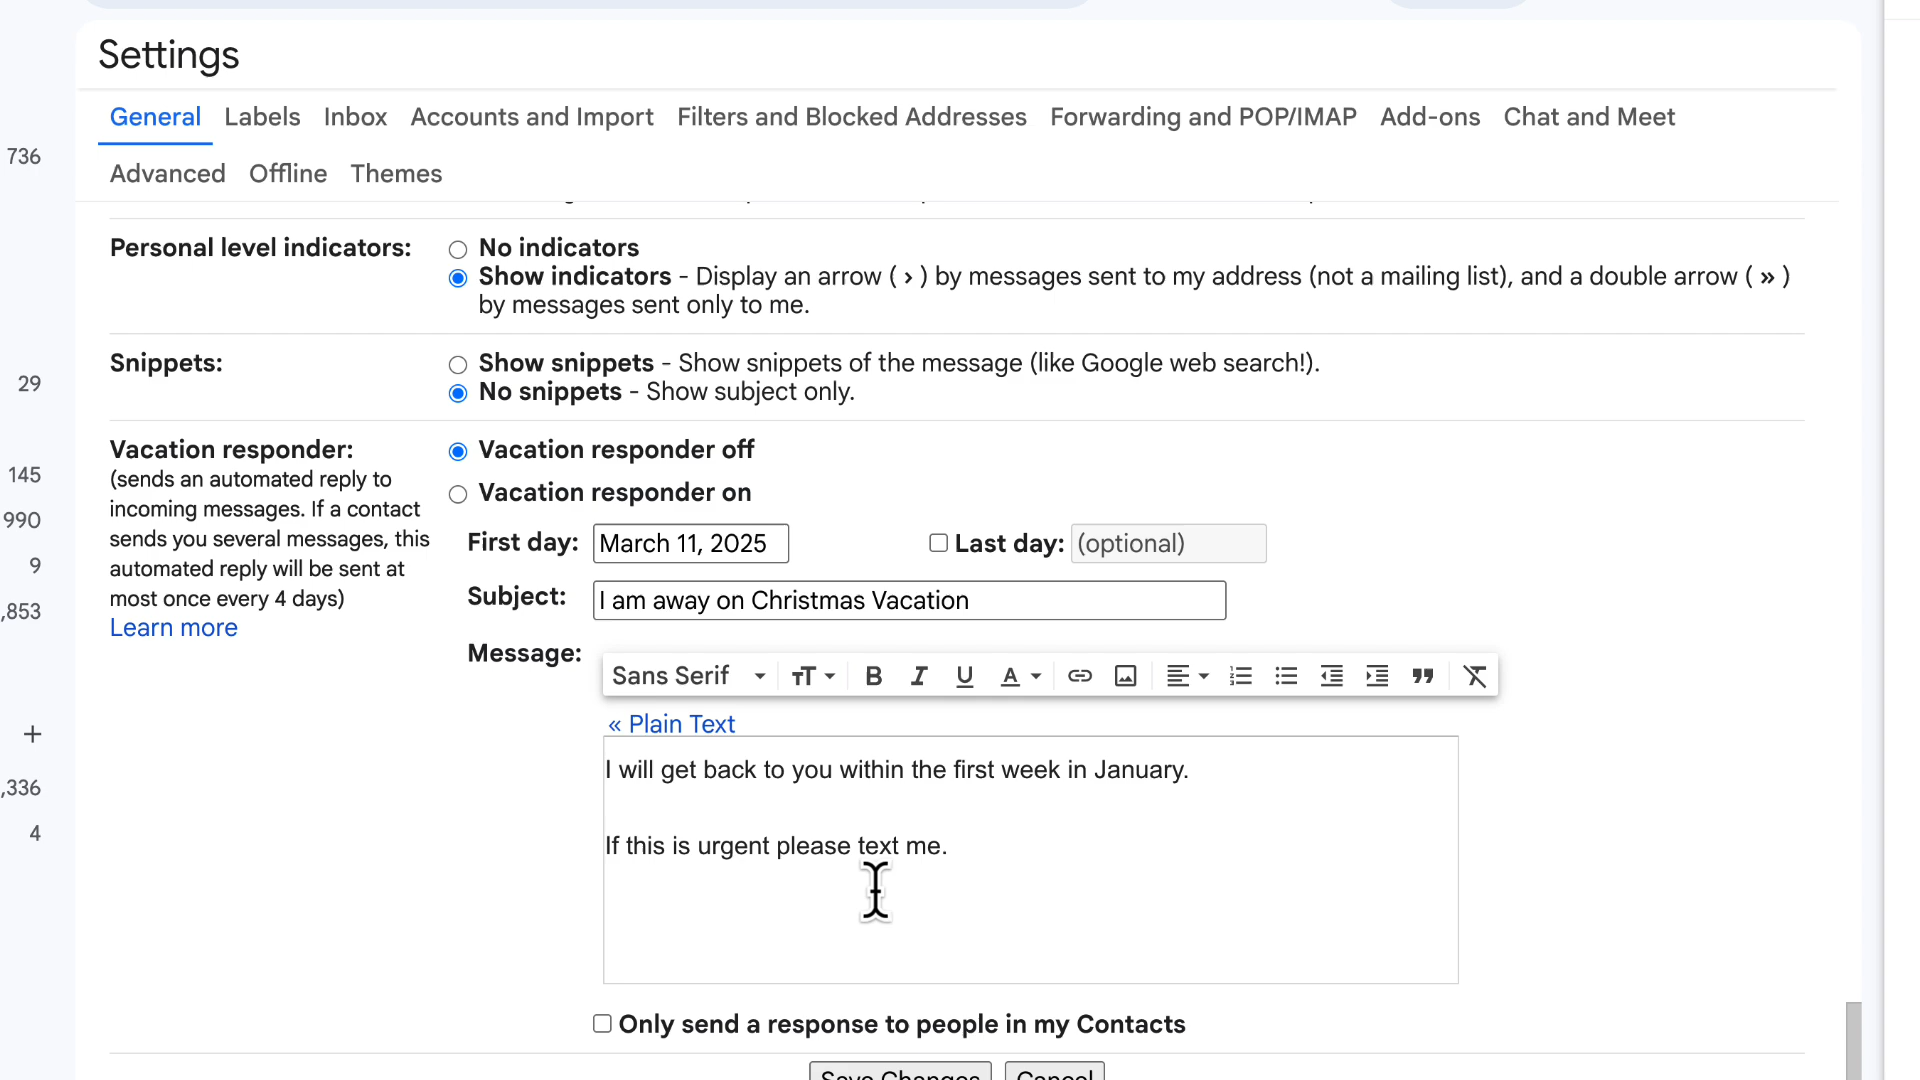 Settings
General Labels Inbox Accounts and Import Filters and Blocked Addresses Forwarding and POP/IMAP Add-ons Chat and Meet
Advanced Offline Themes
736
29
145
990
9
,853
+
,336
4
Personal level indicators:
No indicators
Show indicators - Display an arrow ( › ) by messages sent to my address (not a mailing list), and a double arrow ( » )
by messages sent only to me.
Snippets:
Show snippets - Show snippets of the message (like Google web search!).
No snippets - Show subject only.
Vacation responder:
(sends an automated reply to
incoming messages. If a contact
sends you several messages, this
automated reply will be sent at
most once every 4 days)
Learn more
Vacation responder off
Vacation responder on
First day: March 11, 2025 Last day: (optional)
Subject: I am away on Christmas Vacation
Message:
Sans Serif
« Plain Text
I will get back to you within the first week in January.
If this is urgent please text me.
Only send a response to people in my Contacts
Save Changes Cancel